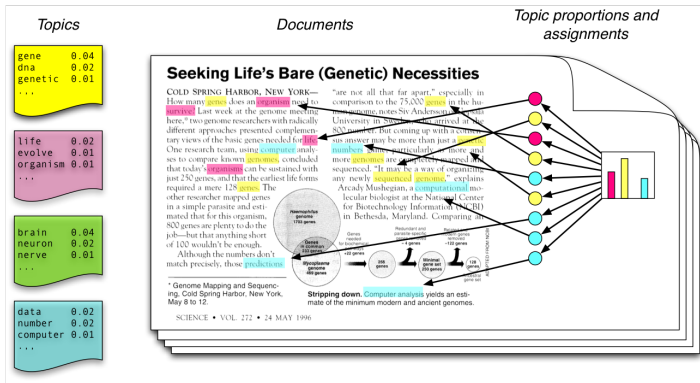 Topics
Documents
Topic proportions and
assignments
gene 0.04
dna 0.02
genetic 0.01
...
life 0.02
evolve 0.01
organism 0.01
...
brain 0.04
neuron 0.02
nerve 0.01
...
data 0.02
number 0.02
computer 0.01
...
Seeking Life's Bare (Genetic) Necessities
COLD SPRING HARBOR, NEW YORK—
How many genes does an organism need to
survive? Last week at the genome meeting
here,* two genome researchers with radically
different approaches presented complemen-
tary views of the basic genes needed for life.
One research team, using computer analy-
ses to compare known genomes, concluded
that today's organisms can be sustained with
just 250 genes, and that the earliest life forms
required a mere 128 genes. The
other researcher mapped genes
in a simple parasite and esti-
mated that for this organism,
800 genes are plenty to do the
job—but that anything short
of 100 wouldn't be enough.
Although the numbers don't
match precisely, those predictions
* Genome Mapping and Sequenc-
ing, Cold Spring Harbor, New York,
May 8 to 12.
"are not all that far apart," especially in
comparison to the 75,000 genes in the hu-
man genome, notes Siv Andersson
University in Swed arrived at
800 number. But coming up with a consen-
sus answer may be more than just a genetic
numbers particularly more and
more genomes are completely mapped and
sequenced. "It may be a way of organizing
any newly sequenced genome," explains
Arcady Mushegian, a computational mo-
lecular biologist at the National Center
for Biotechnology Information (NCBI)
in Bethesda, Maryland. Comparing an
Haemophilus
genome
1703 genes
Genes
in common
233 genes
Mycoplasma
genome
469 genes
Genes
needed
for biochemical
+22 genes
256
genes
Redundant and
parasite-specific
removed
–4 genes
Minimal
gene set
250 genes
genes
removed
–122 genes
128
genes
gene set
ADAPTED FROM NCBI
Stripping down. Computer analysis yields an esti-
mate of the minimum modern and ancient genomes.
SCIENCE • VOL. 272 • 24 MAY 1996